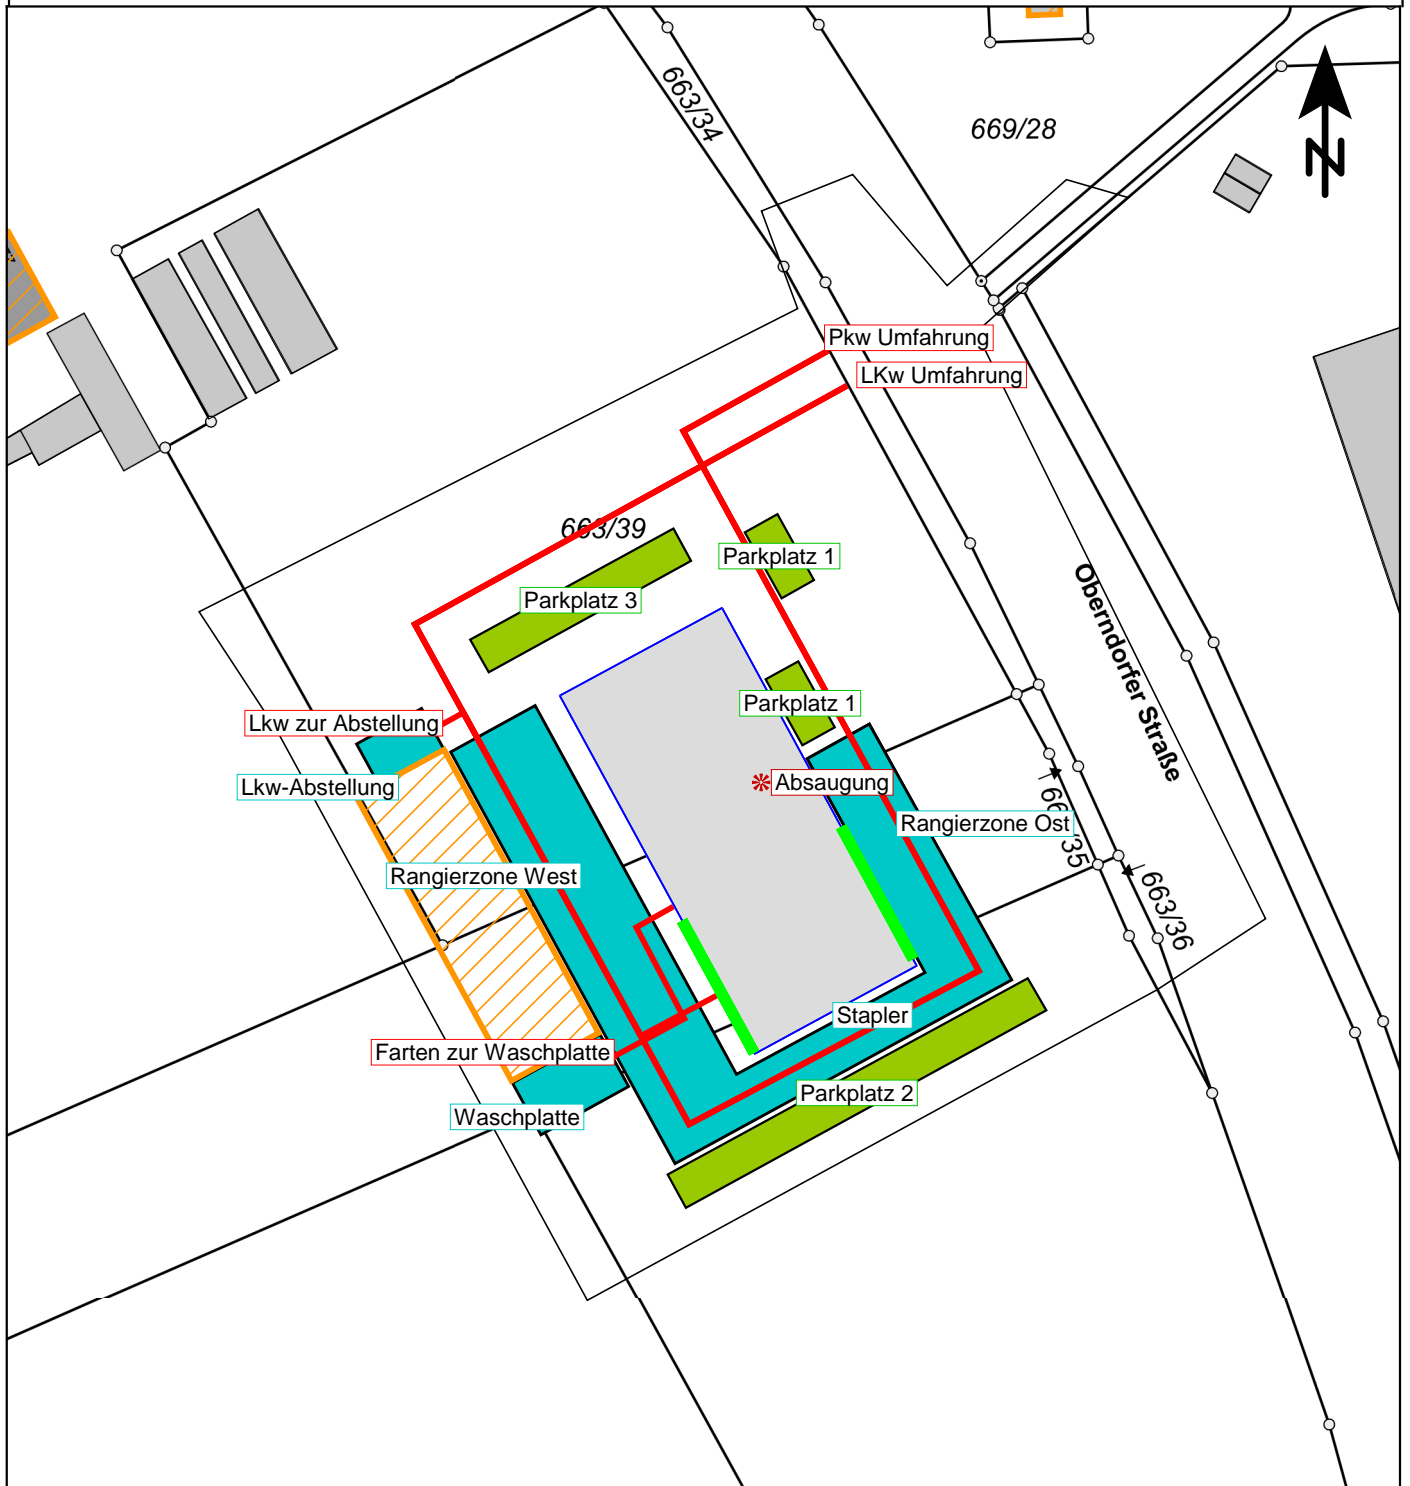 663/34
669/28
N
Pkw Umfahrung
LKw Umfahrung
663/39
Parkplatz 1
Parkplatz 3
Oberndorfer Straße
Parkplatz 1
Lkw zur Abstellung
Absaugung
Lkw-Abstellung
Rangierzone Ost
Rangierzone West
663/36
Stapler
Farten zur Waschplatte
Parkplatz 2
Waschplatte